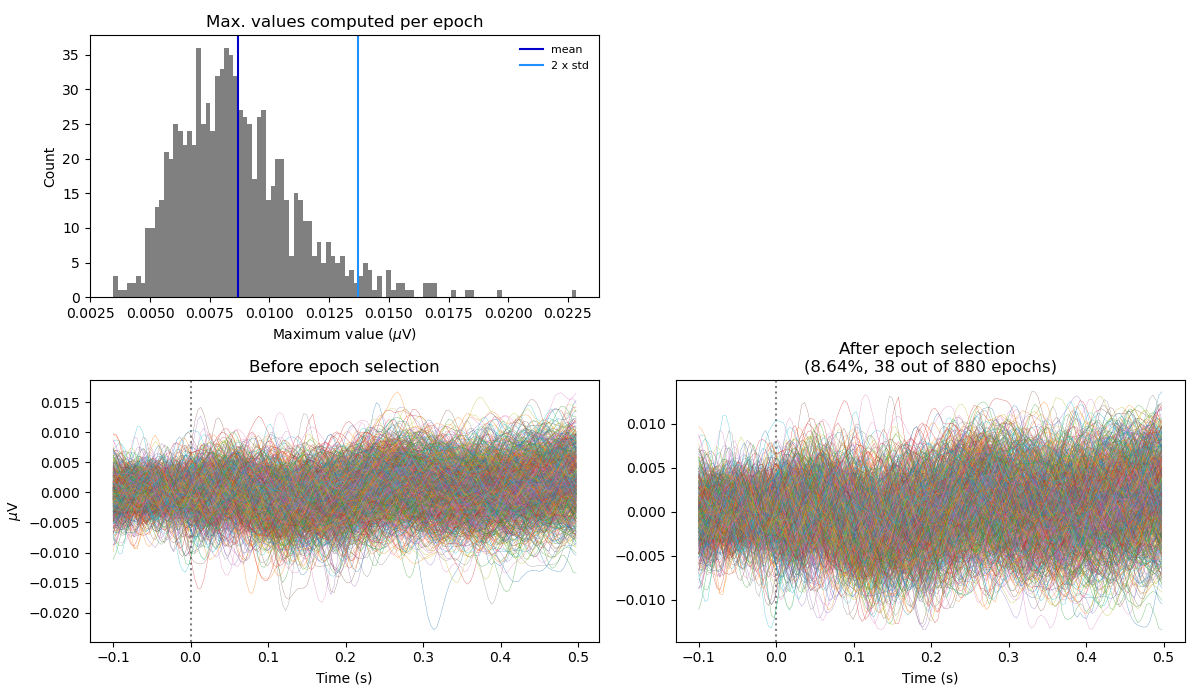 Max. values computed per epoch
mean
2 x std
Count
35
30
25
20
15
10
5
0
0.0025 0.0050 0.0075 0.0100 0.0125 0.0150 0.0175 0.0200 0.0225
Maximum value (μV)
Before epoch selection
μV
0.015
0.010
0.005
0.000
−0.005
−0.010
−0.015
−0.020
−0.1 0.0 0.1 0.2 0.3 0.4 0.5
Time (s)
After epoch selection
(8.64%, 38 out of 880 epochs)
0.010
0.005
0.000
−0.005
−0.010
−0.1 0.0 0.1 0.2 0.3 0.4 0.5
Time (s)